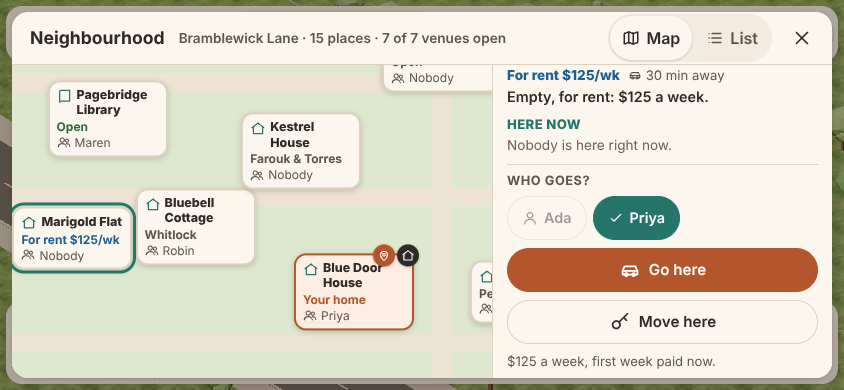 Neighbourhood
Bramblewick Lane · 15 places · 7 of 7 venues open
Map
List
Nobody
Pagebridge
Library
Open
Maren
Kestrel
House
Farouk & Torres
Nobody
Bluebell
Cottage
Whitlock
Robin
Marigold Flat
For rent $125/wk
Nobody
Blue Door
House
Your home
Priya
Pe
For rent $125/wk
30 min away
Empty, for rent: $125 a week.
HERE NOW
Nobody is here right now.
WHO GOES?
Ada
Priya
Go here
Move here
$125 a week, first week paid now.